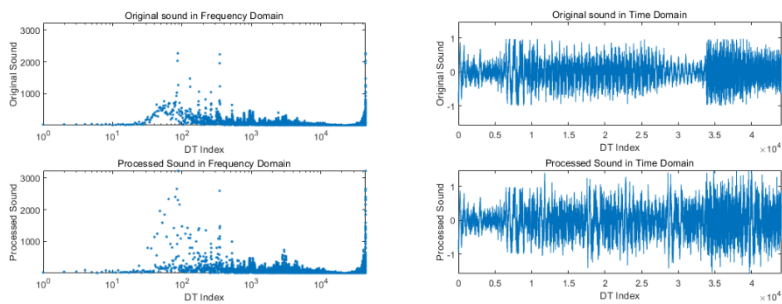 Original sound in Frequency Domain
3000
2000
1000
Original Sound
10^0 10^1 10^2 10^3 10^4
DT Index
Processed Sound in Frequency Domain
3000
2000
1000
Processed Sound
10^0 10^1 10^2 10^3 10^4
DT Index
Original sound in Time Domain
1
0
-1
Original Sound
0 0.5 1 1.5 2 2.5 3 3.5 4
DT Index
×10^4
Processed Sound in Time Domain
1
0
-1
Processed Sound
0 0.5 1 1.5 2 2.5 3 3.5 4
DT Index
×10^4